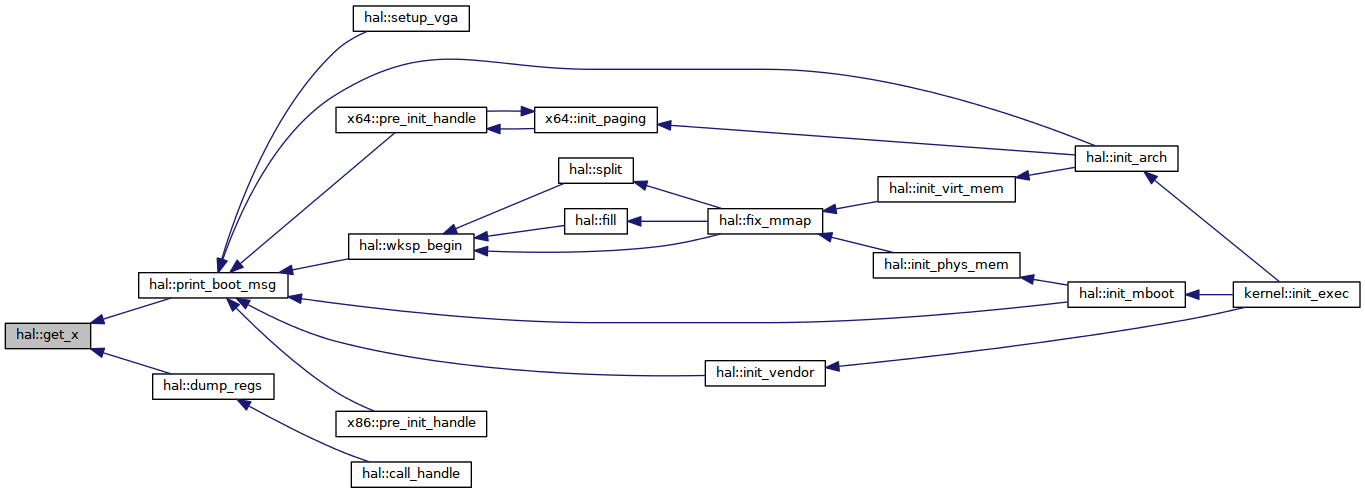 hal::setup_vga
x64::pre_init_handle
x64::init_paging
hal::init_arch
hal::split
hal::init_virt_mem
hal::fill
hal::fix_mmap
hal::wksp_begin
hal::init_phys_mem
hal::print_boot_msg
hal::init_mboot
kernel::init_exec
hal::get_x
hal::init_vendor
hal::dump_regs
x86::pre_init_handle
hal::call_handle